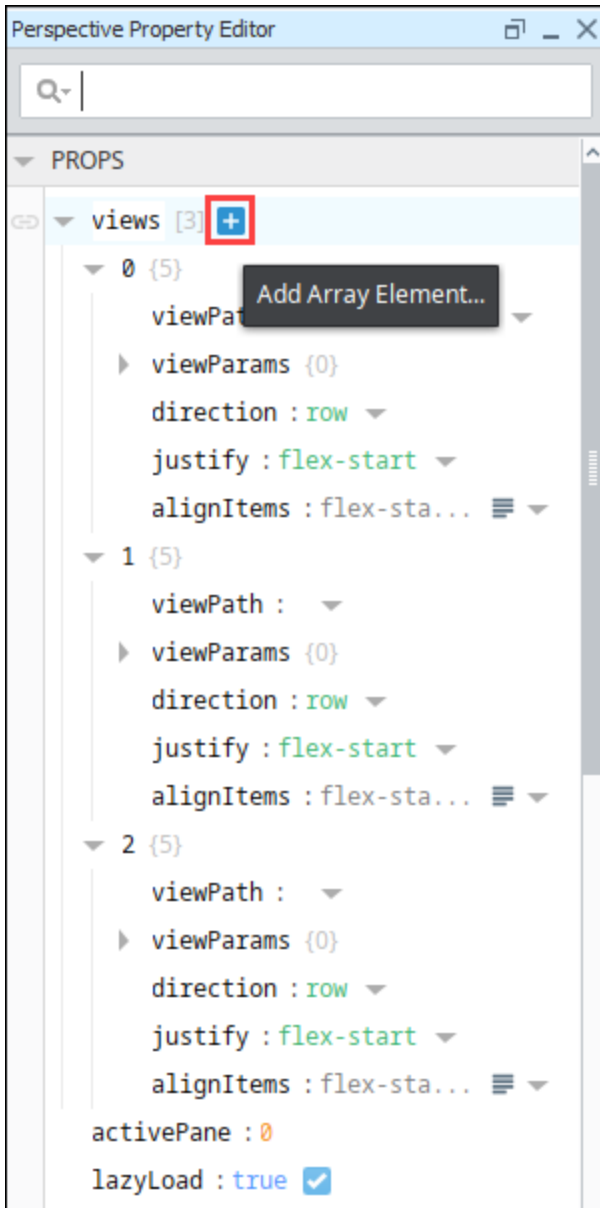 Perspective Property Editor
PROPS
views [3]
0 {5}
Add Array Element...
viewPat
viewParams {0}
direction : row
justify : flex-start
alignItems : flex-sta...
1 {5}
viewPath :
viewParams {0}
direction : row
justify : flex-start
alignItems : flex-sta...
2 {5}
viewPath :
viewParams {0}
direction : row
justify : flex-start
alignItems : flex-sta...
activePane : 0
lazyLoad : true